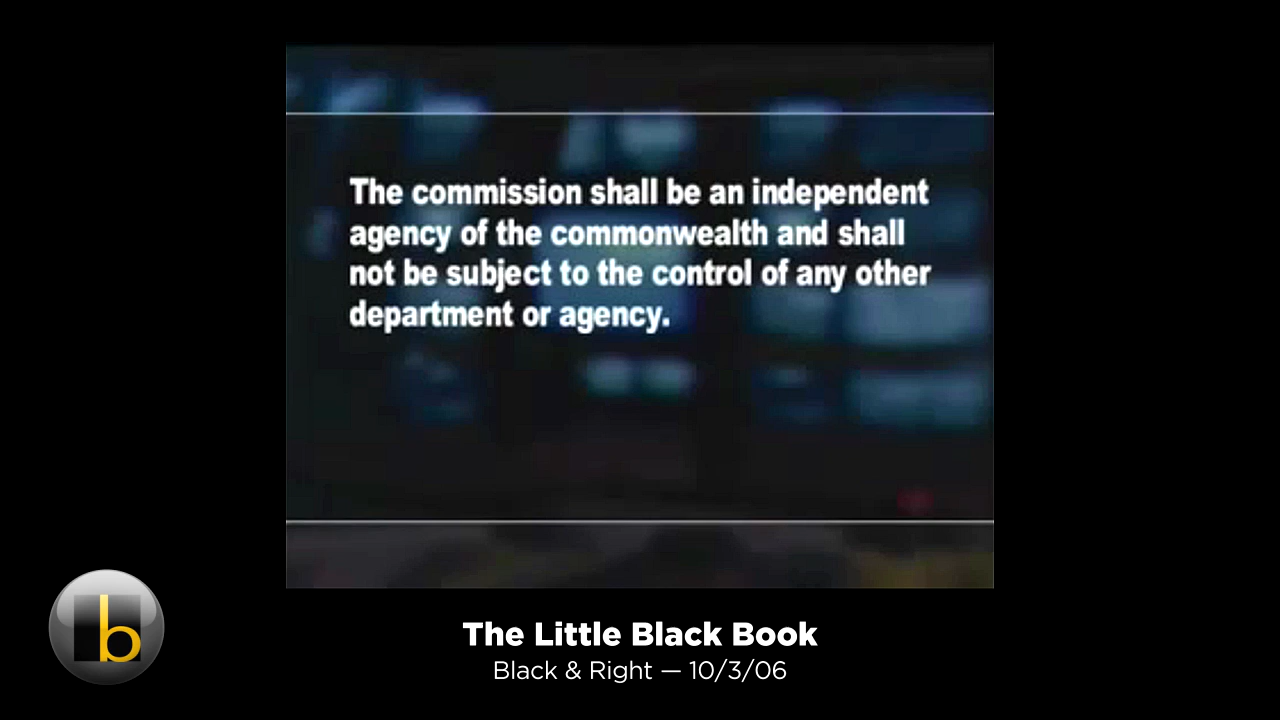 The commission shall be an independent
agency of the commonwealth and shall
not be subject to the control of any other
department or agency.
b
The Little Black Book
Black & Right — 10/3/06